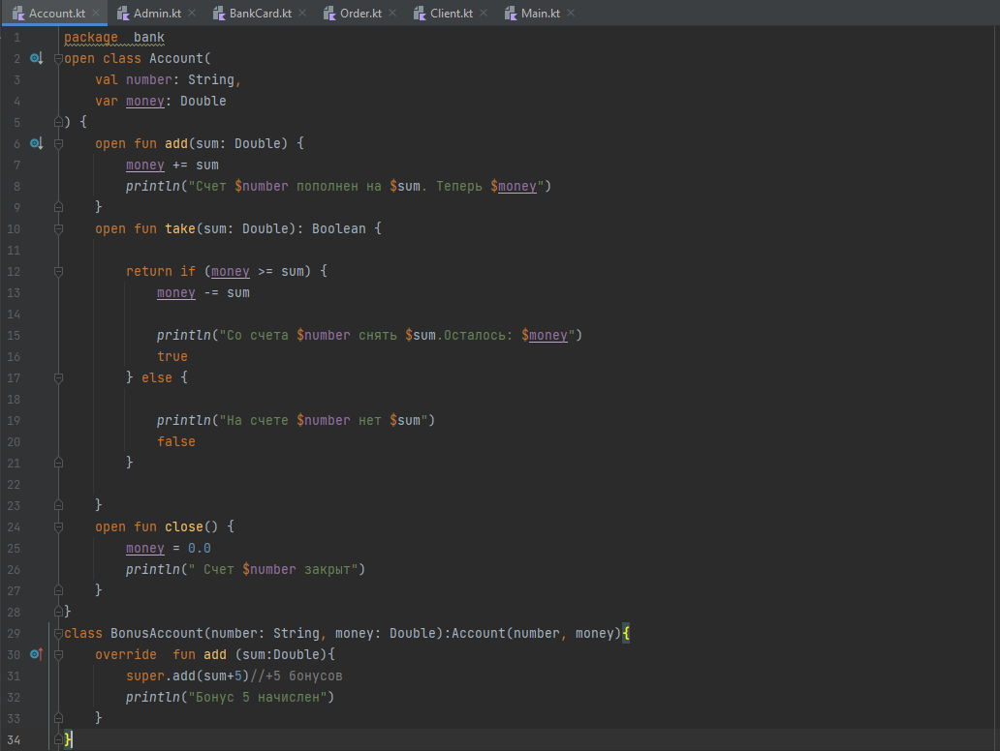 Account.kt × Admin.kt × BankCard.kt × Order.kt × Client.kt × Main.kt ×
1 package  bank
2 open class Account(
3     val number: String,
4     var money: Double
5 ) {
6     open fun add(sum: Double) {
7         money += sum
8         println("Счет $number пополнен на $sum. Теперь $money")
9     }
10     open fun take(sum: Double): Boolean {
11
12         return if (money >= sum) {
13             money -= sum
14
15             println("Со счета $number снять $sum.Осталось: $money")
16             true
17         } else {
18
19             println("На счете $number нет $sum")
20             false
21         }
22
23     }
24     open fun close() {
25         money = 0.0
26         println(" Счет $number закрыт")
27     }
28 }
29 class BonusAccount(number: String, money: Double):Account(number, money){
30     override  fun add (sum:Double){
31         super.add(sum+5)//+5 бонусов
32         println("Бонус 5 начислен")
33     }
34 }